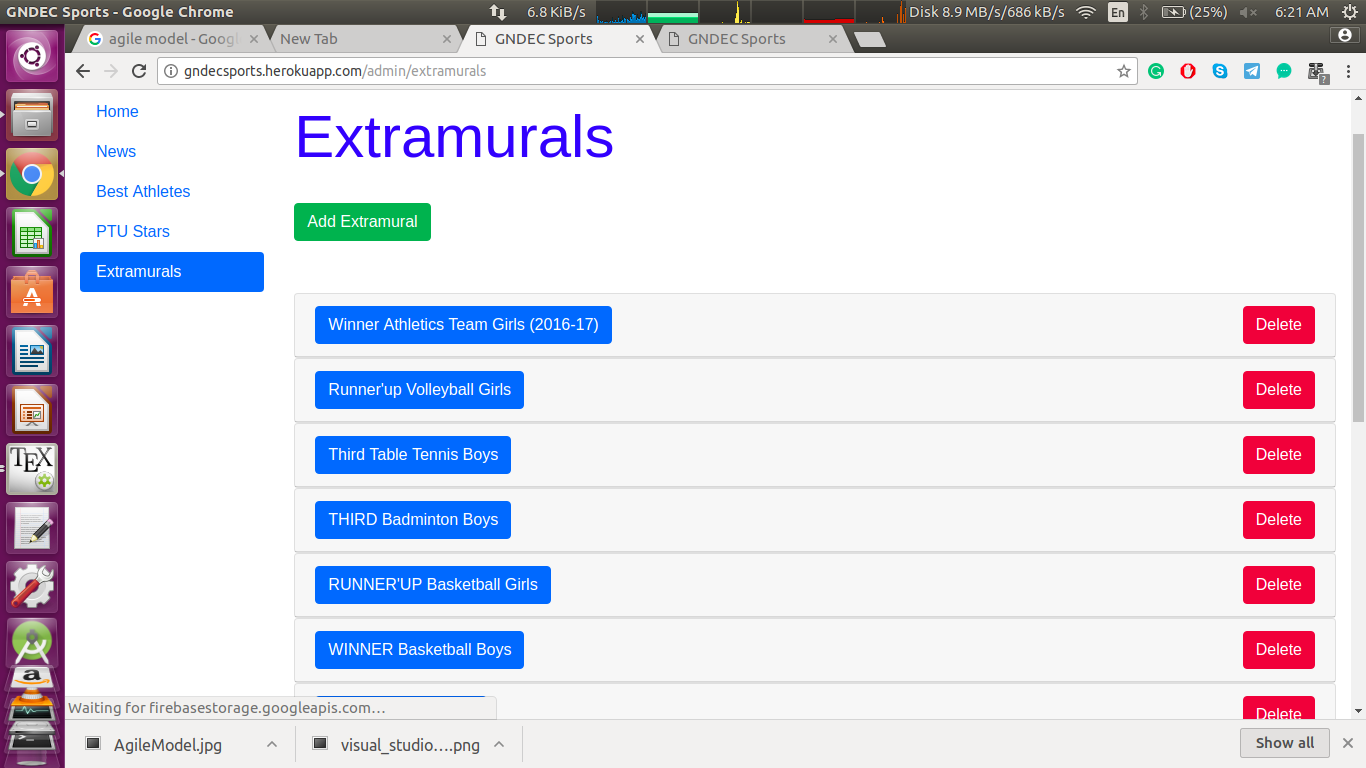 GNDEC Sports - Google Chrome
6.8 KiB/s
Disk 8.9 MB/s/686 kB/s
En
(25%)
6:21 AM
agile model - Googl
New Tab
GNDEC Sports
GNDEC Sports
gndecsports.herokuapp.com/admin/extramurals
Home
News
Best Athletes
PTU Stars
Extramurals
Extramurals
Add Extramural
Winner Athletics Team Girls (2016-17)
Delete
Runner'up Volleyball Girls
Delete
Third Table Tennis Boys
Delete
THIRD Badminton Boys
Delete
RUNNER'UP Basketball Girls
Delete
WINNER Basketball Boys
Delete
Delete
Waiting for firebasestorage.googleapis.com…
AgileModel.jpg
visual_studio….png
Show all
TEX